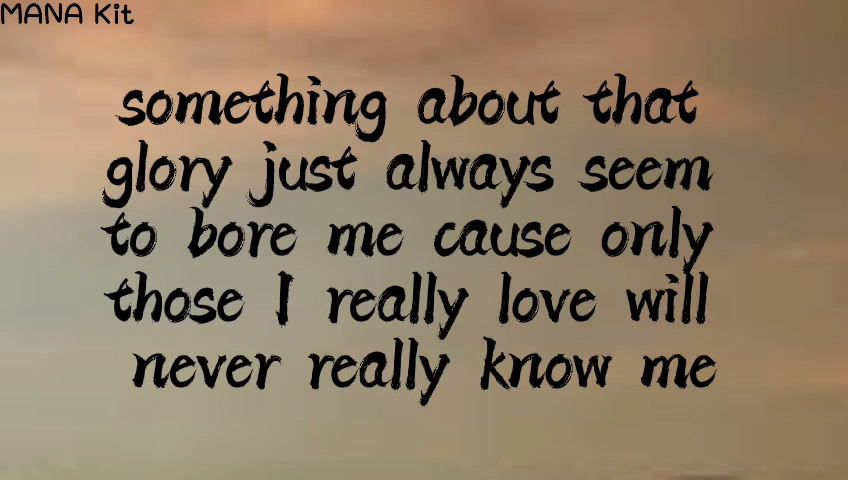 MANA Kit
something about that
glory just always seem
to bore me cause only
those I really love will
never really know me